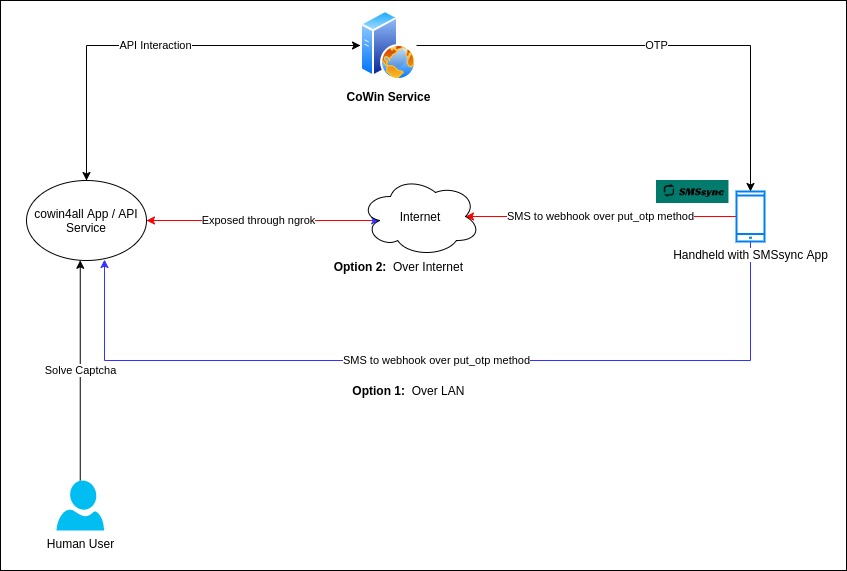 API Interaction
OTP
CoWin Service
SMSsync
cowin4all App / API
Service
Exposed through ngrok
Internet
SMS to webhook over put_otp method
Handheld with SMSsync App
Option 2: Over Internet
SMS to webhook over put_otp method
Solve Captcha
Option 1: Over LAN
Human User